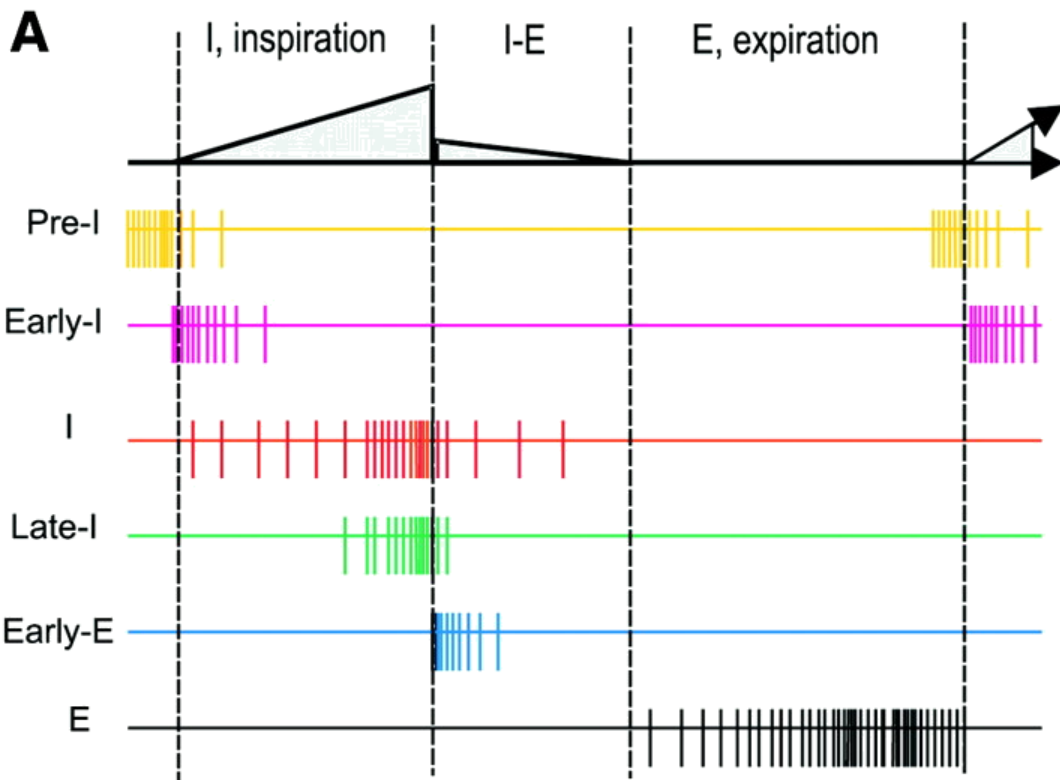 A
I, inspiration
I-E
E, expiration
Pre-I
Early-I
I
Late-I
Early-E
E